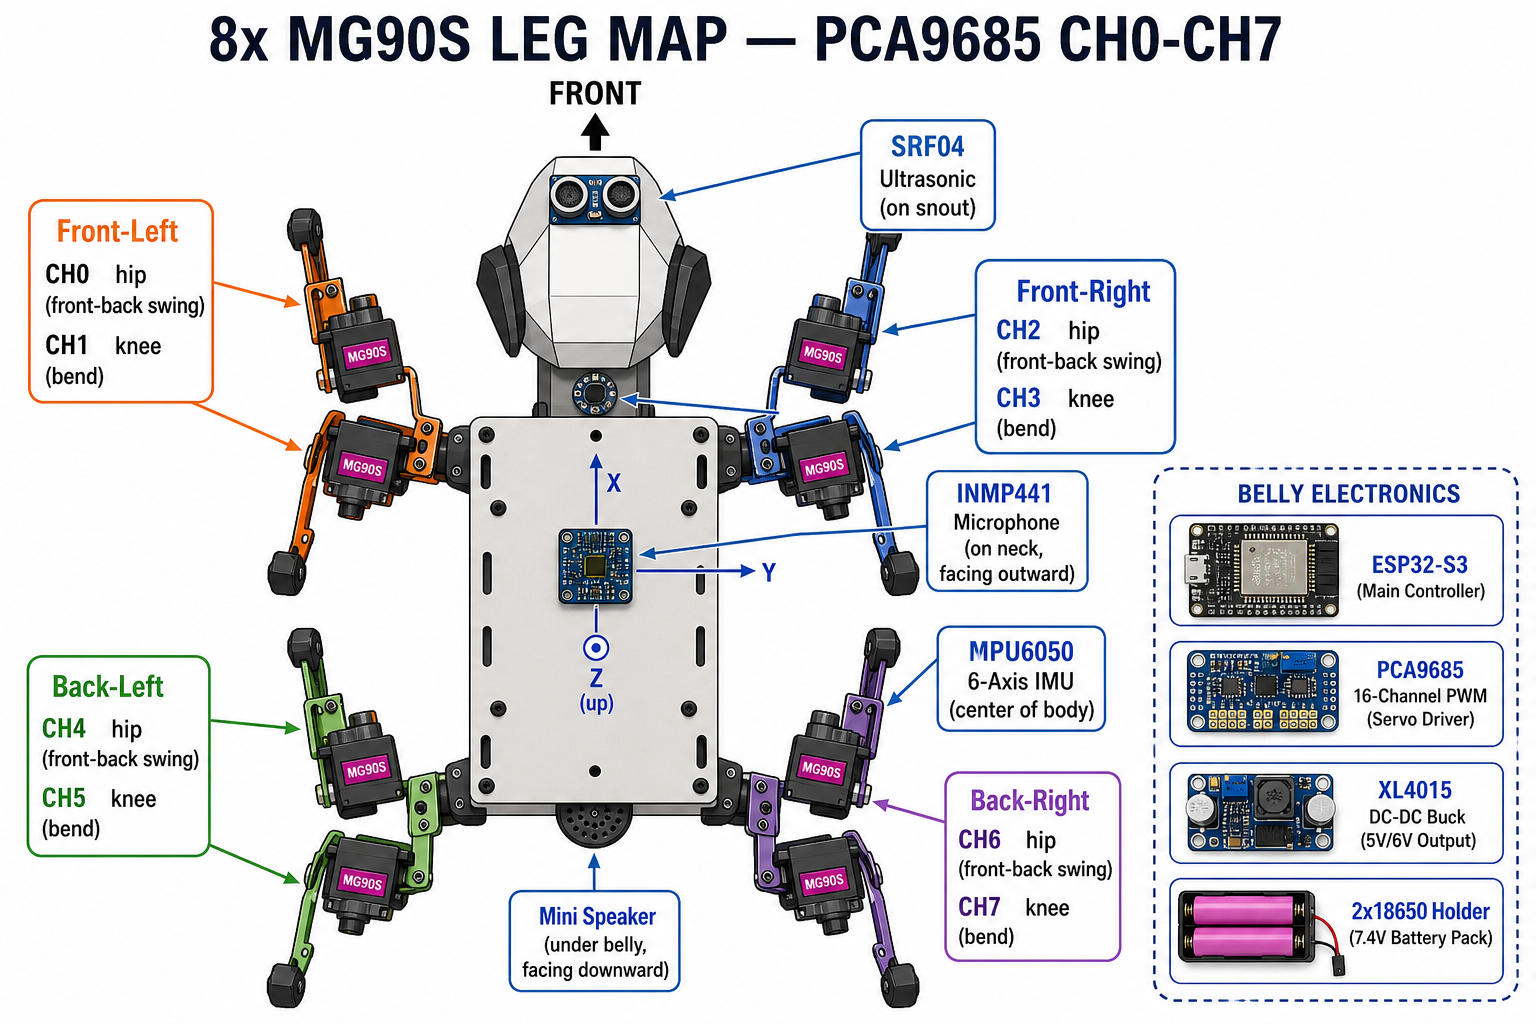 8x MG90S LEG MAP — PCA9685 CH0-CH7
FRONT
SRF04
Ultrasonic
(on snout)
Front-Left
CH0 hip
(front-back swing)
CH1 knee
(bend)
Front-Right
CH2 hip
(front-back swing)
CH3 knee
(bend)
MG90S
MG90S
MG90S
MG90S
X
Y
Z
(up)
INMP441
Microphone
(on neck,
facing outward)
MPU6050
6-Axis IMU
(center of body)
Back-Left
CH4 hip
(front-back swing)
CH5 knee
(bend)
MG90S
MG90S
MG90S
MG90S
Back-Right
CH6 hip
(front-back swing)
CH7 knee
(bend)
Mini Speaker
(under belly,
facing downward)
BELLY ELECTRONICS
ESP32-S3
(Main Controller)
PCA9685
16-Channel PWM
(Servo Driver)
XL4015
DC-DC Buck
(5V/6V Output)
2x18650 Holder
(7.4V Battery Pack)